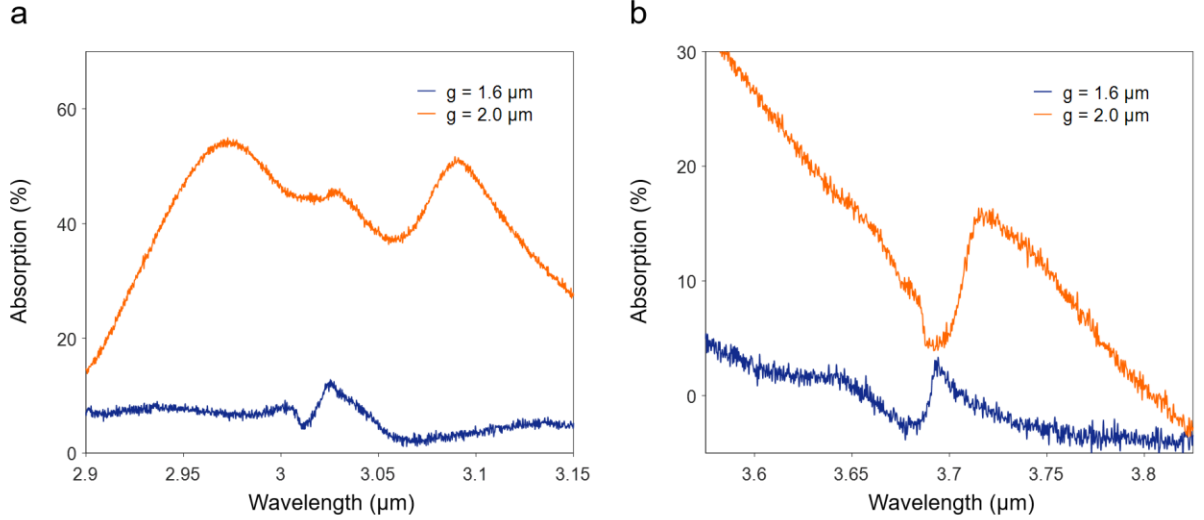 a
60
40
20
0
Absorption (%)
g = 1.6 µm
g = 2.0 µm
2.9
2.95
3
3.05
3.1
3.15
Wavelength (µm)
b
30
20
10
0
Absorption (%)
g = 1.6 µm
g = 2.0 µm
3.6
3.65
3.7
3.75
3.8
Wavelength (µm)